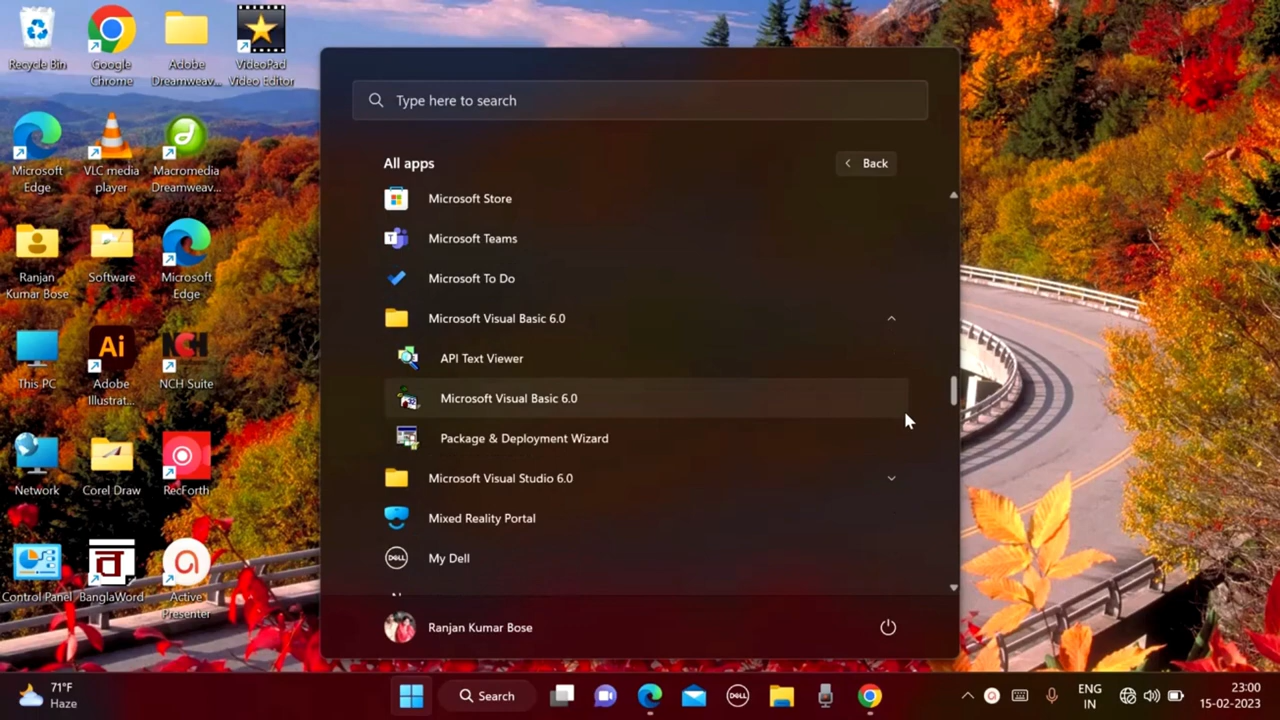 Recycle Bin
Google
Chrome
Adobe
Dreamweav...
VideoPad
Video Editor
Microsoft
Edge
VLC media
player
Macromedia
Dreamweav...
Ranjan
Kumar Bose
Software
Microsoft
Edge
This PC
Ai
Adobe
Illustrat...
NCH
NCH Suite
Network
Corel Draw
RecForth
Control Panel
BanglaWord
Active
Presenter
Type here to search
All apps
Back
Microsoft Store
Microsoft Teams
Microsoft To Do
Microsoft Visual Basic 6.0
API Text Viewer
Microsoft Visual Basic 6.0
Package & Deployment Wizard
Microsoft Visual Studio 6.0
Mixed Reality Portal
DELL
My Dell
Ranjan Kumar Bose
71°F
Haze
Search
DELL
ENG
IN
23:00
15-02-2023